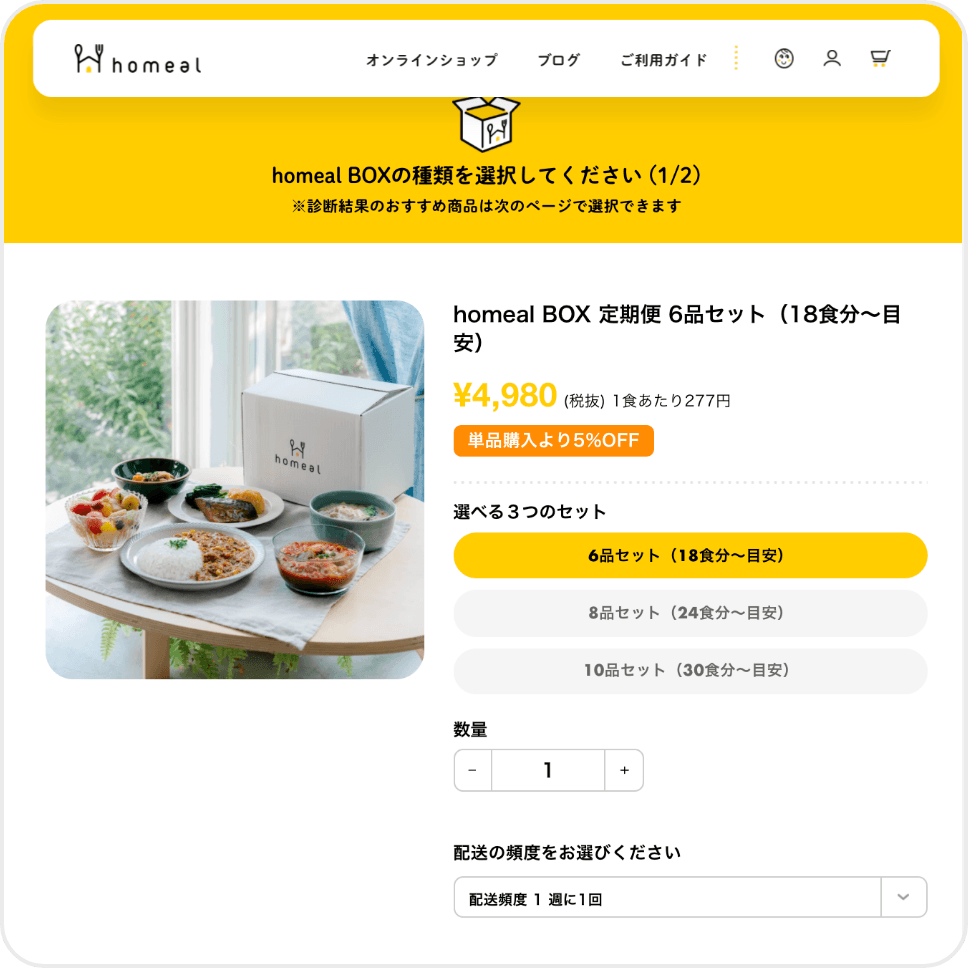 homeal
オンラインショップ ブログ ご利用ガイド
homeal BOXの種類を選択してください (1/2)
※診断結果のおすすめ商品は次のページで選択できます
homeal
homeal BOX 定期便 6品セット（18食分〜目
安）
¥4,980 (税抜) 1食あたり277円
単品購入より5%OFF
選べる３つのセット
6品セット（18食分〜目安）
8品セット（24食分〜目安）
10品セット（30食分〜目安）
数量
− 1 +
配送の頻度をお選びください
配送頻度 1 週に1回